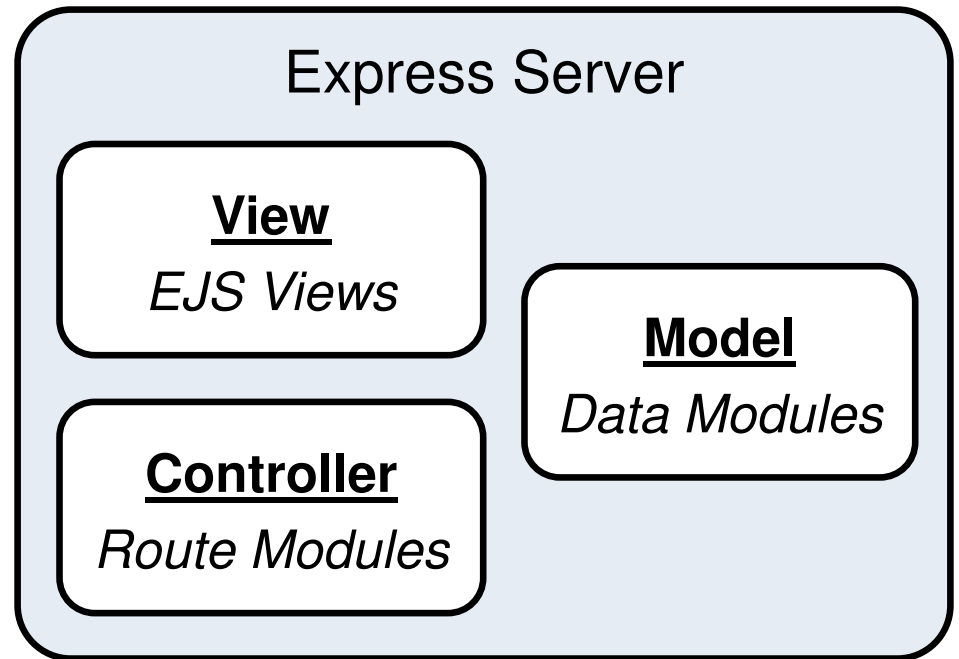 Express Server
View
EJS Views
Model
Data Modules
Controller
Route Modules